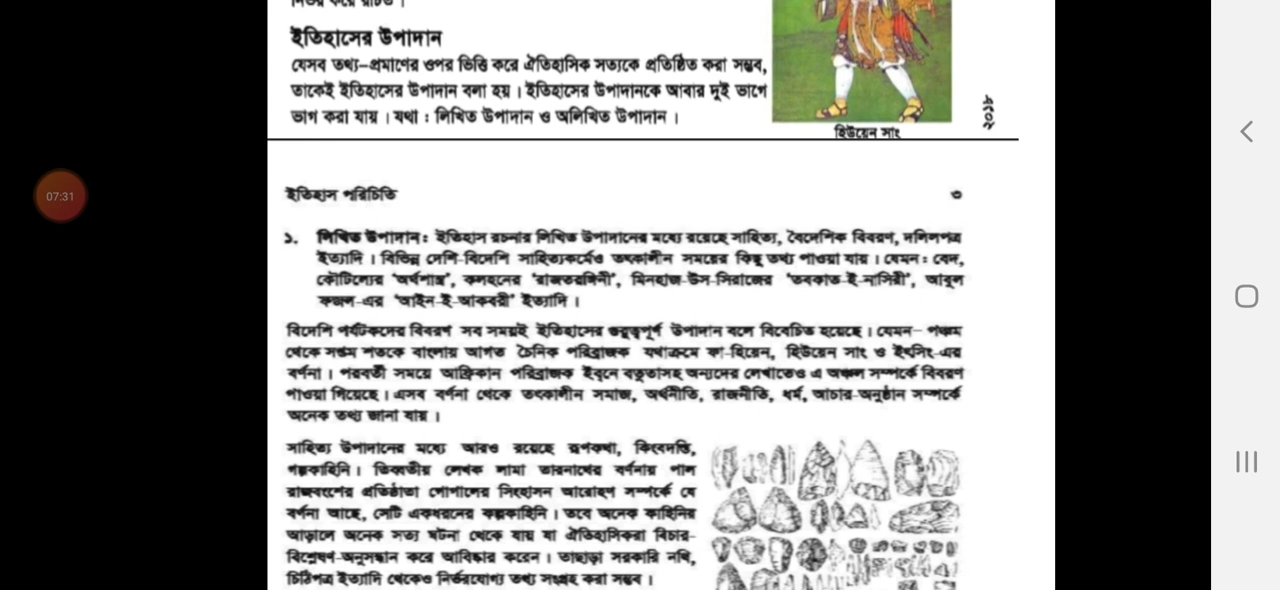 নির্ভর করে রচিত।
ইতিহাসের উপাদান
যেসব তথ্য-প্রমাণের ওপর ভিত্তি করে ঐতিহাসিক সত্যকে প্রতিষ্ঠিত করা সম্ভব,
তাকেই ইতিহাসের উপাদান বলা হয়। ইতিহাসের উপাদানকে আবার দুই ভাগে
ভাগ করা যায়। যথা : লিখিত উপাদান ও অলিখিত উপাদান।
হিউয়েন সাং
২০১৮
07:31
ইতিহাস পরিচিতি ৩
১. লিখিত উপাদান: ইতিহাস রচনার লিখিত উপাদানের মধ্যে রয়েছে সাহিত্য, বৈদেশিক বিবরণ, দলিলপত্র
ইত্যাদি। বিভিন্ন দেশি-বিদেশি সাহিত্যকর্মেও তৎকালীন সময়ের কিছু তথ্য পাওয়া যায়। যেমন: বেদ,
কৌটিল্যের 'অর্থশাস্ত্র', কলহনের 'রাজতরঙ্গিনী', মিনহাজ-উস-সিরাজের 'তবকাত-ই-নাসিরী', আবুল
ফজল-এর 'আইন-ই-আকবরী' ইত্যাদি।
বিদেশি পর্যটকদের বিবরণ সব সময়ই ইতিহাসের গুরুত্বপূর্ণ উপাদান বলে বিবেচিত হয়েছে। যেমন- পঞ্চম
থেকে সপ্তম শতকে বাংলায় আগত চৈনিক পরিব্রাজক যথাক্রমে ফা-হিয়েন, হিউয়েন সাং ও ইৎসিং-এর
বর্ণনা। পরবর্তী সময়ে আফ্রিকান পরিব্রাজক ইবনে বতুতাসহ অন্যদের লেখাতেও এ অঞ্চল সম্পর্কে বিবরণ
পাওয়া গিয়েছে। এসব বর্ণনা থেকে তৎকালীন সমাজ, অর্থনীতি, রাজনীতি, ধর্ম, আচার-অনুষ্ঠান সম্পর্কে
অনেক তথ্য জানা যায়।
সাহিত্য উপাদানের মধ্যে আরও রয়েছে রূপকথা, কিংবদন্তি,
গল্পকাহিনি। তিব্বতীয় লেখক লামা তারনাথের বর্ণনায় পাল
রাজবংশের প্রতিষ্ঠাতা গোপালের সিংহাসন আরোহণ সম্পর্কে যে
বর্ণনা আছে, সেটি একধরনের কল্পকাহিনি। তবে অনেক কাহিনির
আড়ালে অনেক সত্য ঘটনা থেকে যায় যা ঐতিহাসিকরা বিচার-
বিশ্লেষণ-অনুসন্ধান করে আবিষ্কার করেন। তাছাড়া সরকারি নথি,
চিঠিপত্র ইত্যাদি থেকেও নির্ভরযোগ্য তথ্য সংগ্রহ করা সম্ভব।